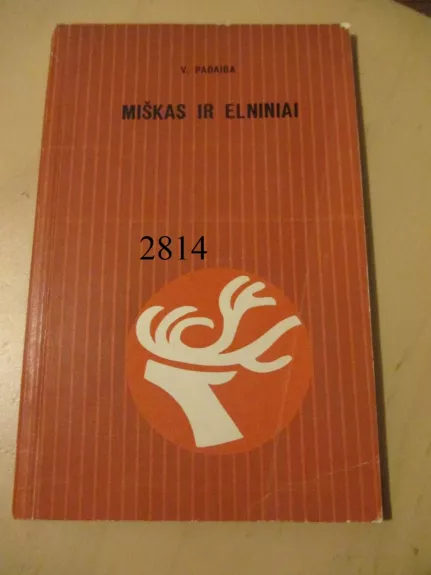 V. PADAIGA
MIŠKAS IR ELNINIAI
2814